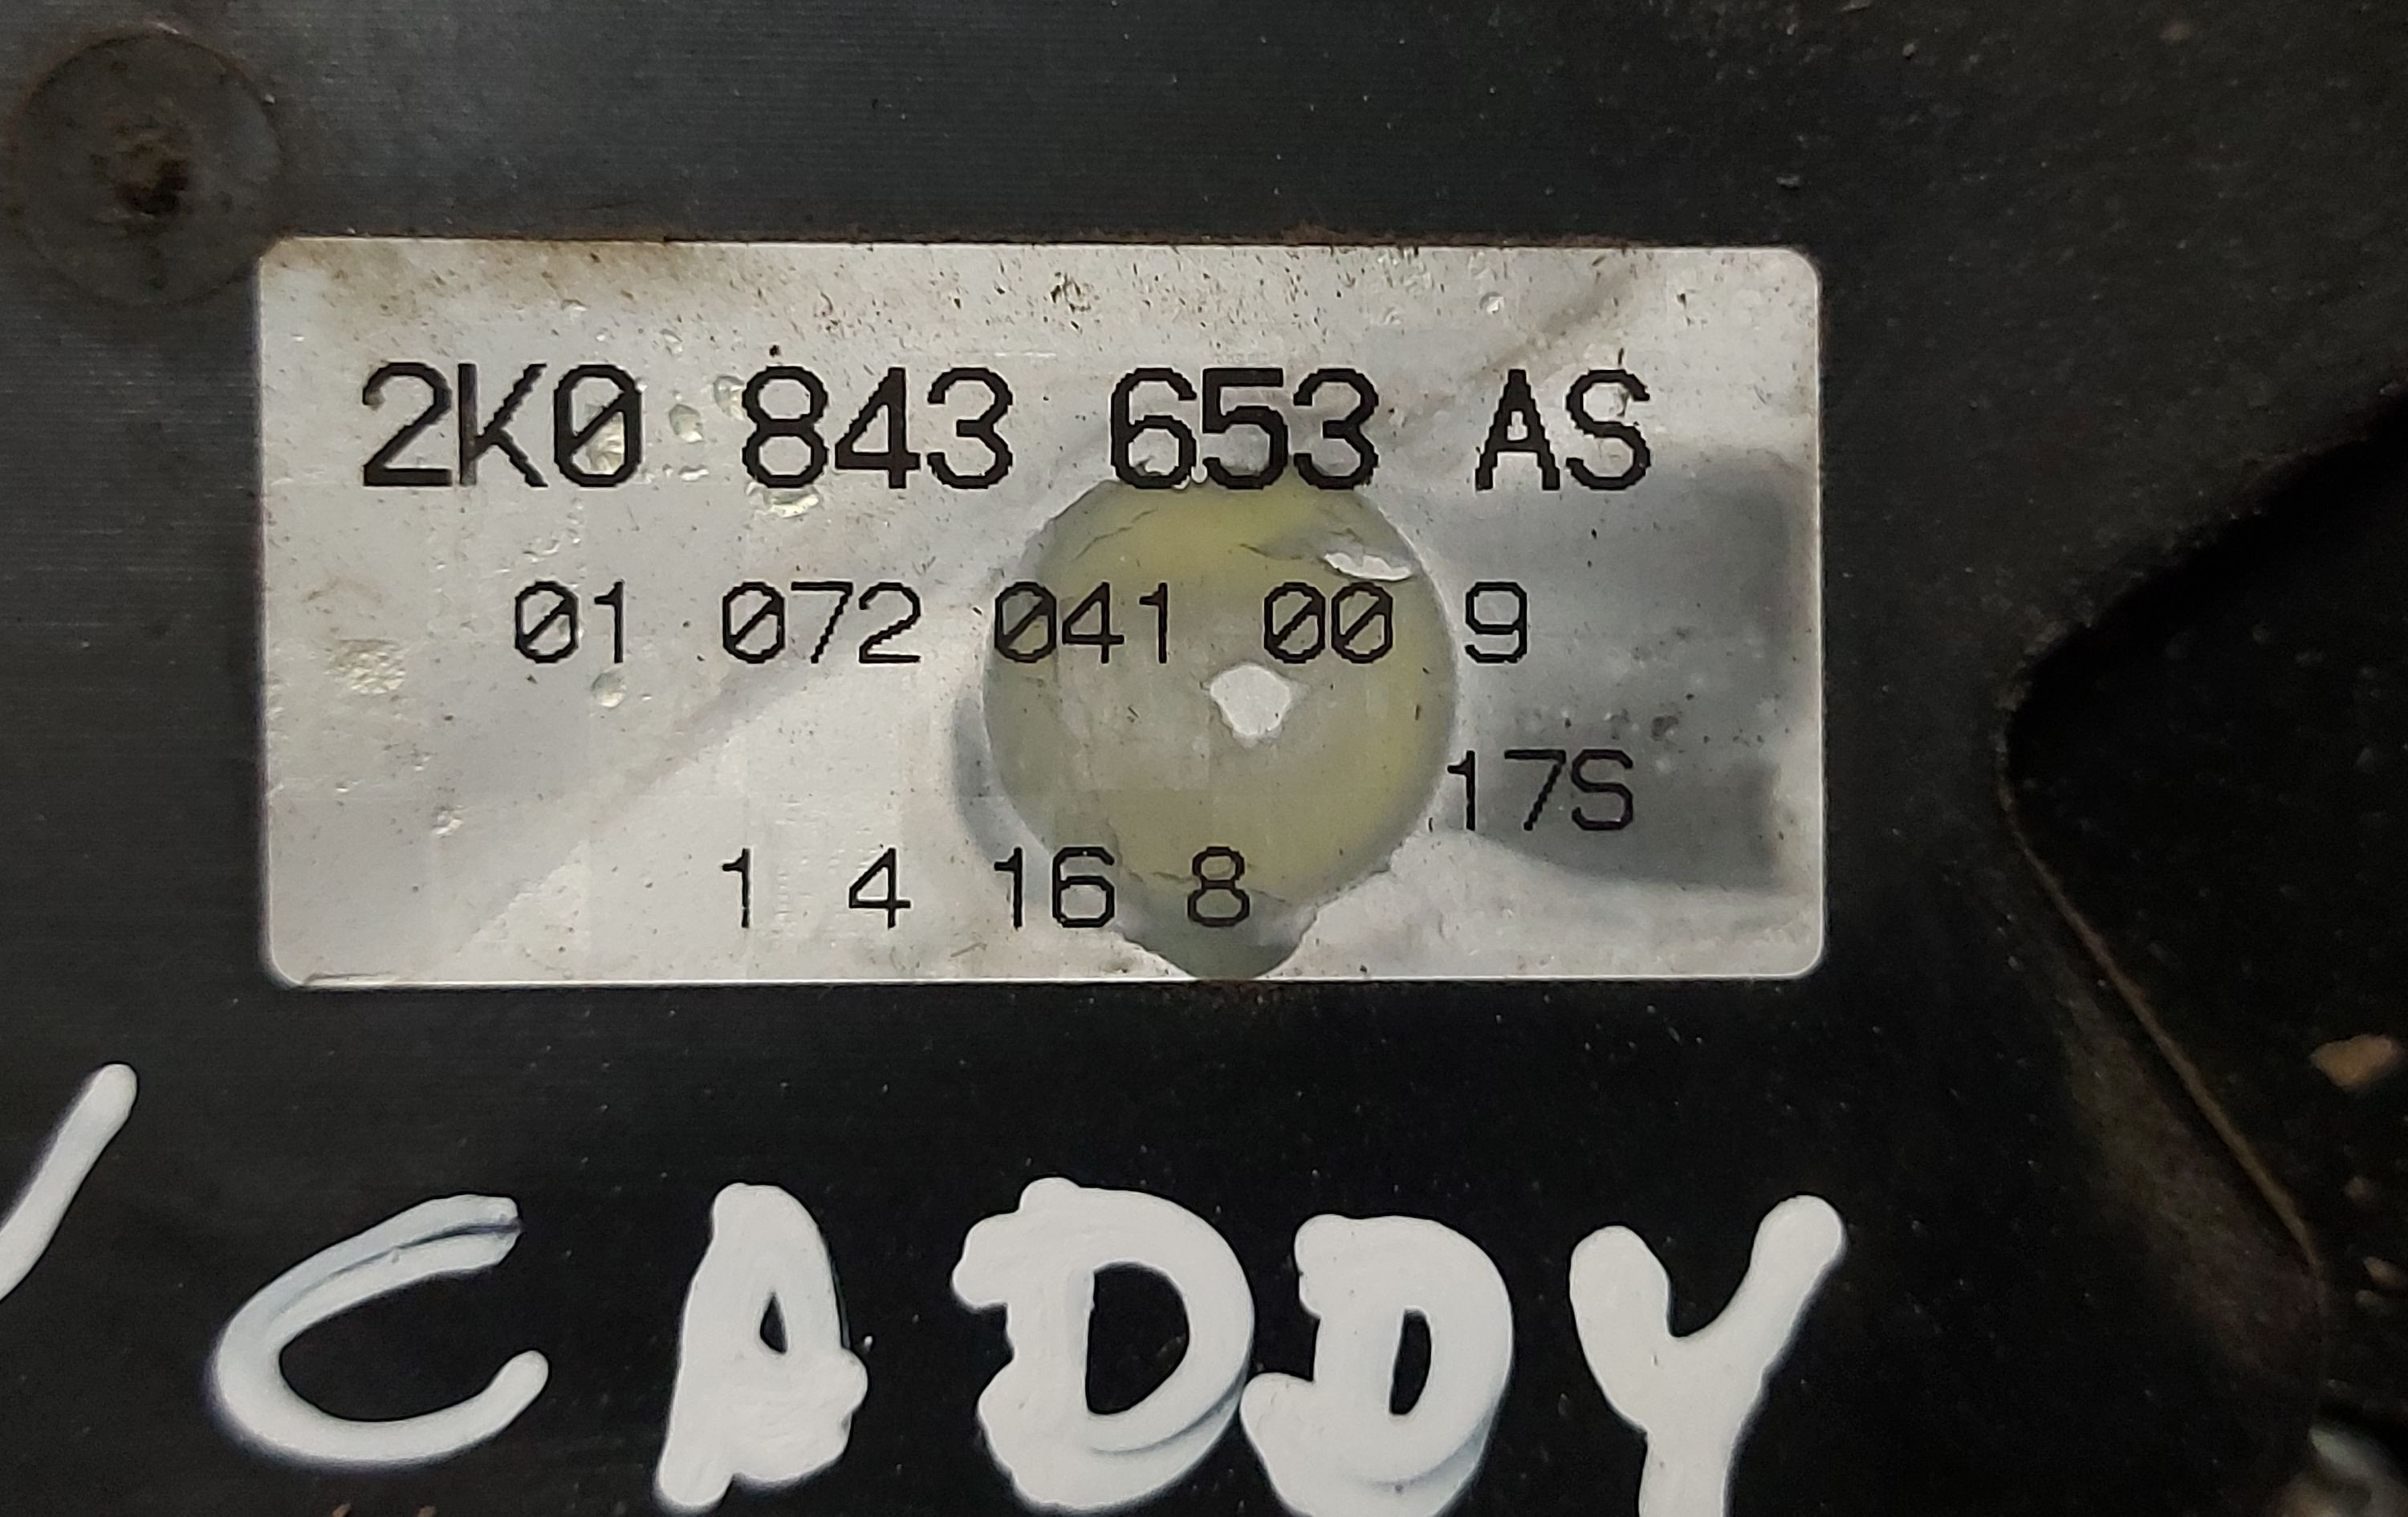 2K0 843 653 AS
01 072 041 00 9
17S
1 4 16 8
CADDY